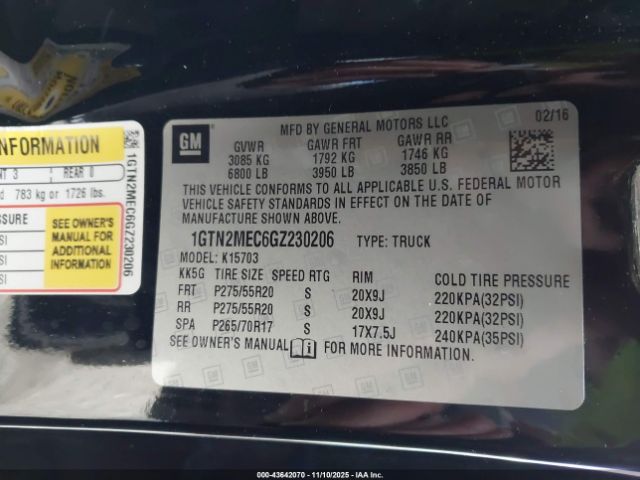 GM
MFD BY GENERAL MOTORS LLC
02/16
GVWR GAWR FRT GAWR RR
3085 KG 1792 KG 1746 KG
6800 LB 3950 LB 3850 LB
THIS VEHICLE CONFORMS TO ALL APPLICABLE U.S. FEDERAL MOTOR
VEHICLE SAFETY STANDARDS IN EFFECT ON THE DATE OF
MANUFACTURE SHOWN ABOVE.
1GTN2MEC6GZ230206 TYPE: TRUCK
MODEL: K15703
KK5G TIRE SIZE SPEED RTG RIM COLD TIRE PRESSURE
FRT P275/55R20 S 20X9J 220KPA(32PSI)
RR P275/55R20 S 20X9J 220KPA(32PSI)
SPA P265/70R17 S 17X7.5J 240KPA(35PSI)
SEE OWNER'S MANUAL FOR MORE INFORMATION.
INFORMATION
3 REAR 0
783 kg or 1726 lbs.
SEE OWNER'S
MANUAL FOR
ADDITIONAL
INFORMATION
1GTN2MEC6GZ230206
000-43642070 — 11/10/2025 - IAAI, Inc.